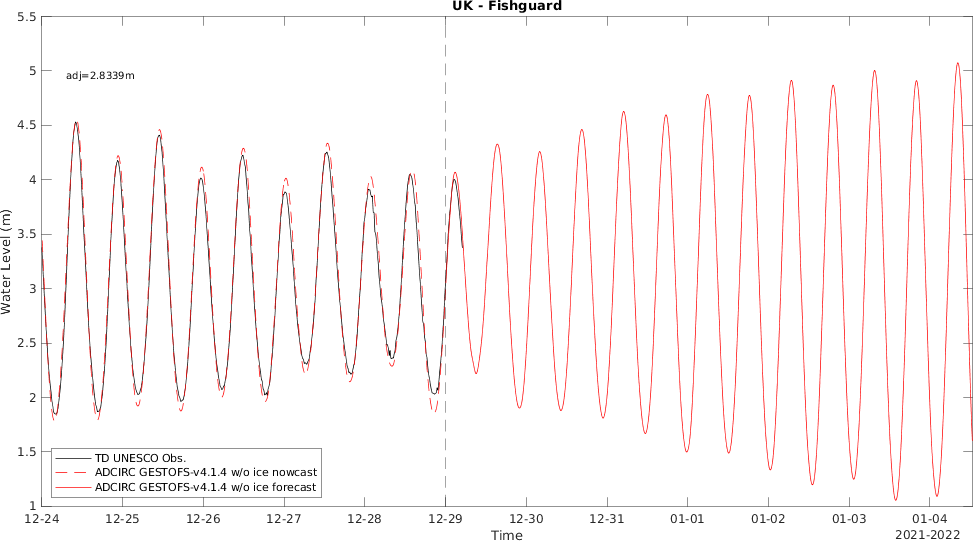 UK - Fishguard
5.5
5
4.5
4
3.5
3
2.5
2
1.5
1
Water Level (m)
adj=2.8339m
TD UNESCO Obs.
ADCIRC GESTOFS-v4.1.4 w/o ice nowcast
ADCIRC GESTOFS-v4.1.4 w/o ice forecast
12-24 12-25 12-26 12-27 12-28 12-29 12-30 12-31 01-01 01-02 01-03 01-04
Time
2021-2022